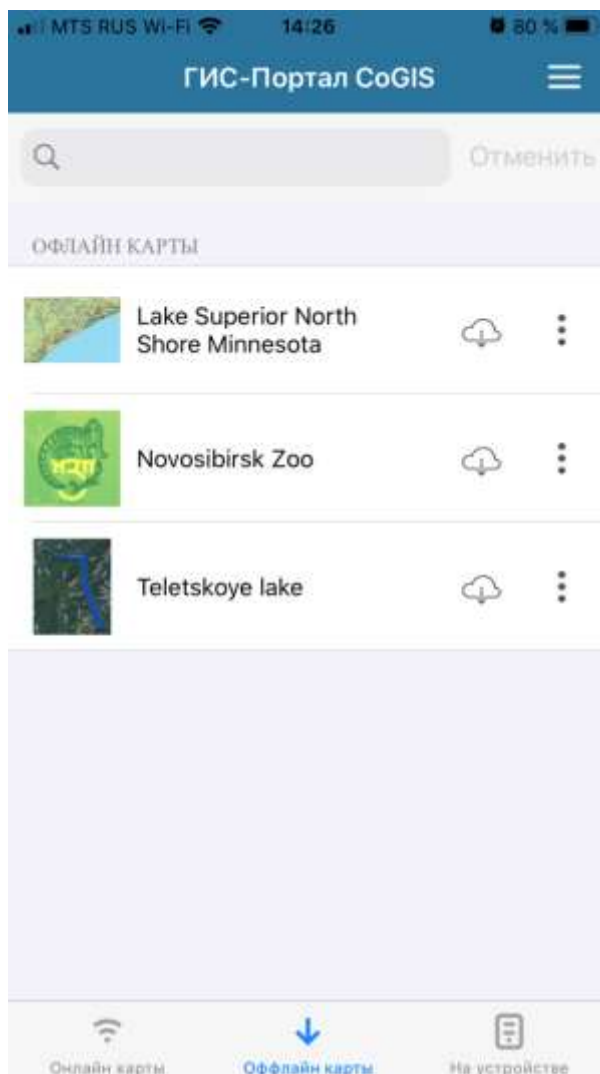 MTS RUS Wi-Fi 14:26 80 %
ГИС-Портал CoGIS
Отменить
ОФЛАЙН КАРТЫ
Lake Superior North
Shore Minnesota
Novosibirsk Zoo
Teletskoye lake
Онлайн карты Оффлайн карты На устройстве